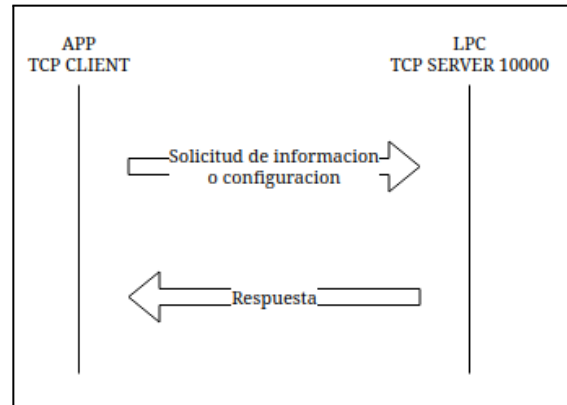 APP
TCP CLIENT
LPC
TCP SERVER 10000
Solicitud de informacion
o configuracion
Respuesta